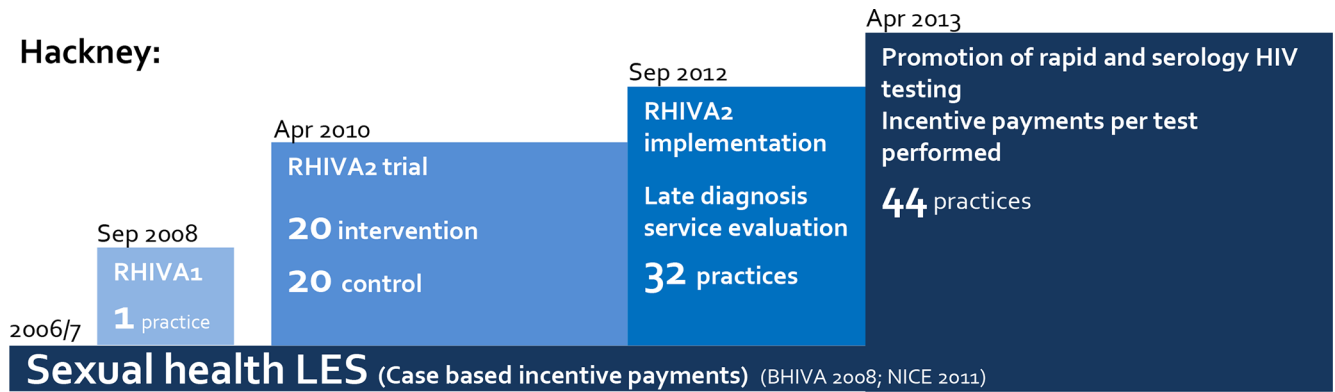 Hackney:
2006/7
Sep 2008
RHIVA1
1 practice
Apr 2010
RHIVA2 trial
20 intervention
20 control
Sep 2012
RHIVA2
implementation
Late diagnosis
service evaluation
32 practices
Apr 2013
Promotion of rapid and serology HIV
testing
Incentive payments per test
performed
44 practices
Sexual health LES (Case based incentive payments) (BHIVA 2008; NICE 2011)